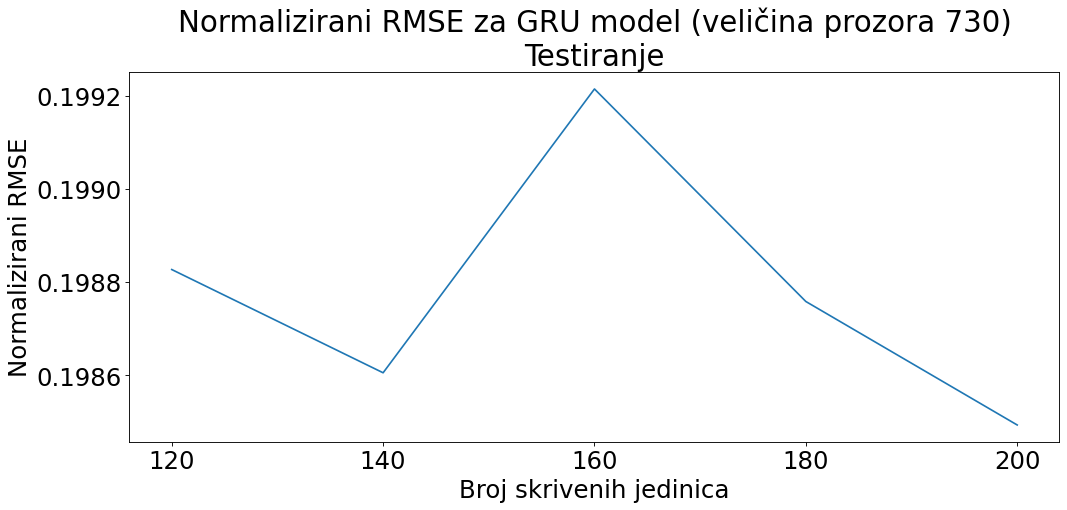 Normalizirani RMSE za GRU model (veličina prozora 730)
Testiranje
Normalizirani RMSE
0.1992
0.1990
0.1988
0.1986
120 140 160 180 200
Broj skrivenih jedinica